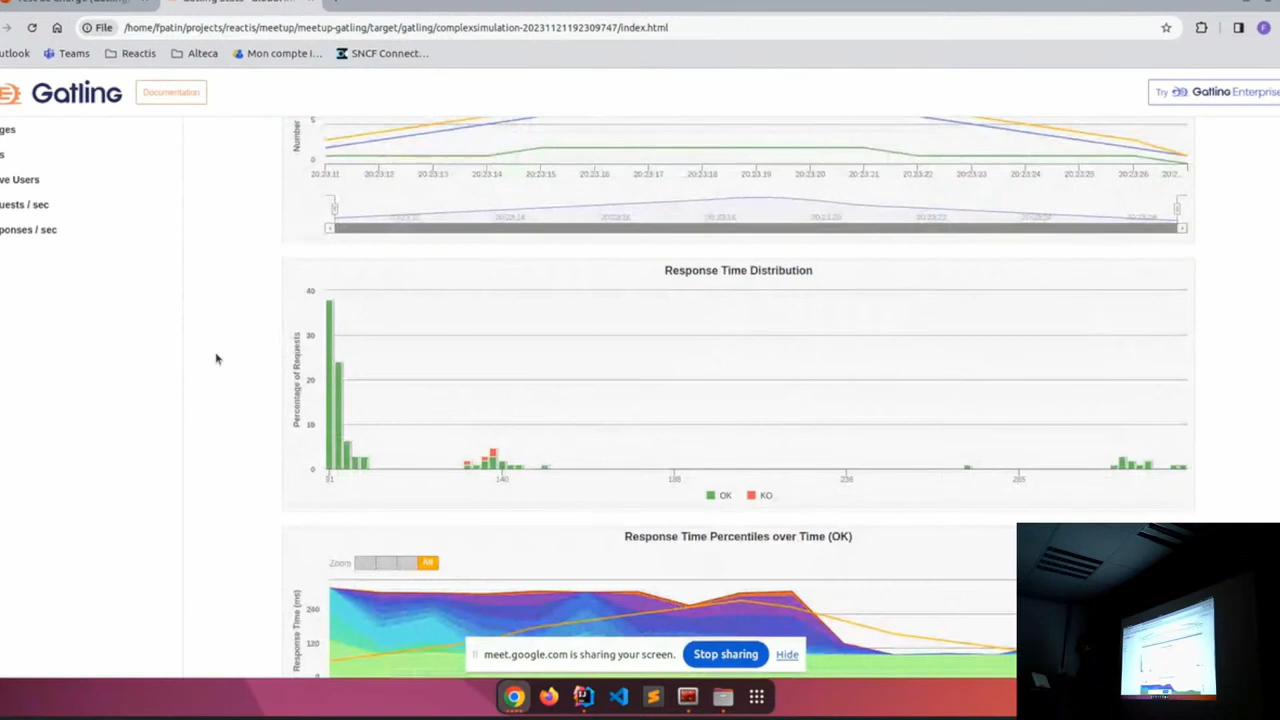 File /home/fpatin/projects/reactis/meetup/meetup-gatling/target/gatling/complexsimulation-20231121192309747/index.html
F
utlook Teams Reactis Alteca Mon compte I… SNCF Connect…
Gatling Documentation Try Gatling Enterprise
ges
s
ve Users
uests / sec
ponses / sec
5
Number
0
20:23:11 20:23:12 20:23:13 20:23:14 20:23:15 20:23:16 20:23:17 20:23:18 20:23:19 20:23:20 20:23:21 20:23:22 20:23:23 20:23:24 20:23:25 20:23:26 20:2…
Response Time Distribution
40
30
20
10
0
Percentage of Requests
91 140 188 236 285
OK KO
Response Time Percentiles over Time (OK)
Zoom All
240
120
Response Time (ms)
meet.google.com is sharing your screen. Stop sharing Hide